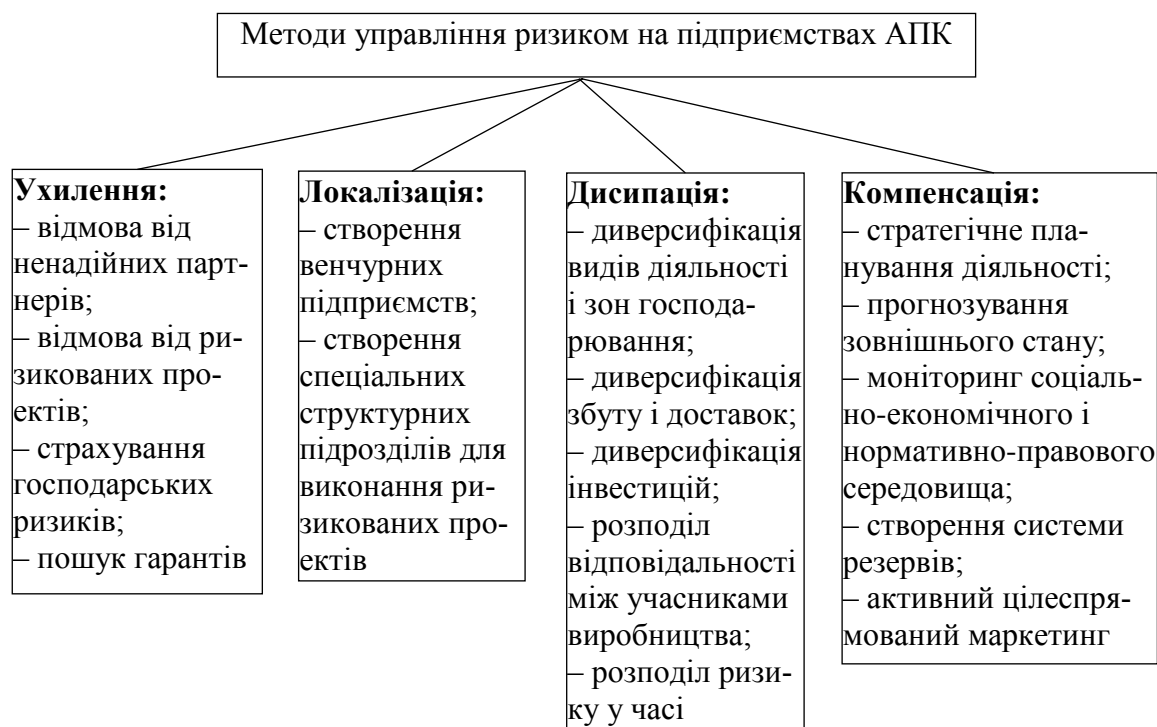 Методи управління ризиком на підприємствах АПК
Ухилення:
– відмова від
ненадійних парт-
нерів;
– відмова від ри-
зикованих про-
ектів;
– страхування
господарських
ризиків;
– пошук гарантів
Локалізація:
– створення
венчурних
підприємств;
– створення
спеціальних
структурних
підрозділів для
виконання ри-
зикованих про-
ектів
Дисипація:
– диверсифікація
видів діяльності
і зон господа-
рювання;
– диверсифікація
збуту і доставок;
– диверсифікація
інвестицій;
– розподіл
відповідальності
між учасниками
виробництва;
– розподіл ризи-
ку у часі
Компенсація:
– стратегічне пла-
нування діяльності;
– прогнозування
зовнішнього стану;
– моніторинг соціаль-
но-економічного і
нормативно-правового
середовища;
– створення системи
резервів;
– активний цілеспря-
мований маркетинг